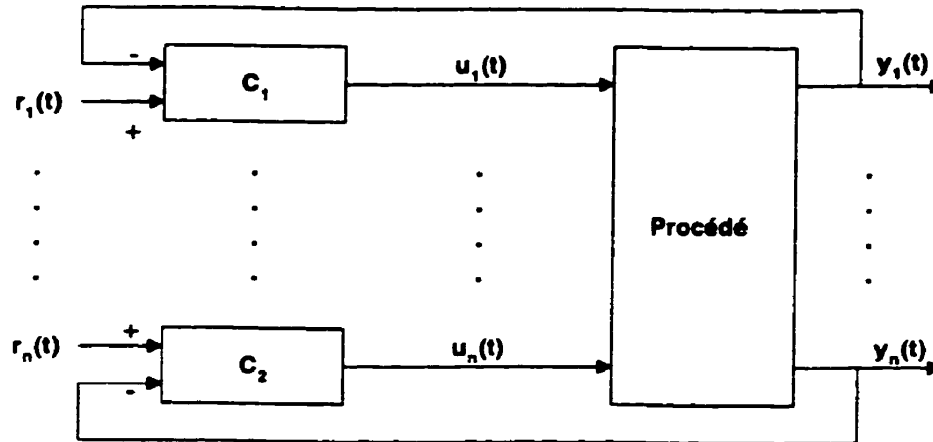 -
C₁
u₁(t)
y₁(t)
r₁(t)
+
Procédé
+
rₙ(t)
C₂
uₙ(t)
yₙ(t)
-